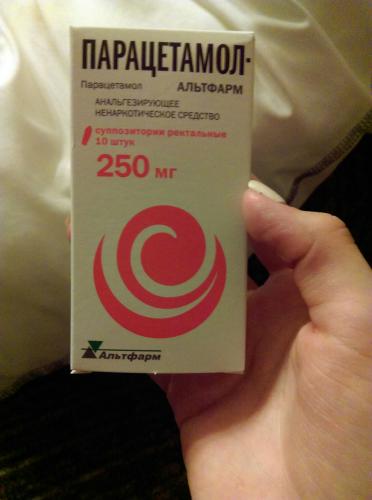 ПАРАЦЕТАМОЛ-
Парацетамол АЛЬТФАРМ
АНАЛЬГЕЗИРУЮЩЕЕ
НЕНАРКОТИЧЕСКОЕ СРЕДСТВО
суппозитории ректальные
10 штук
250 мг
Альтфарм